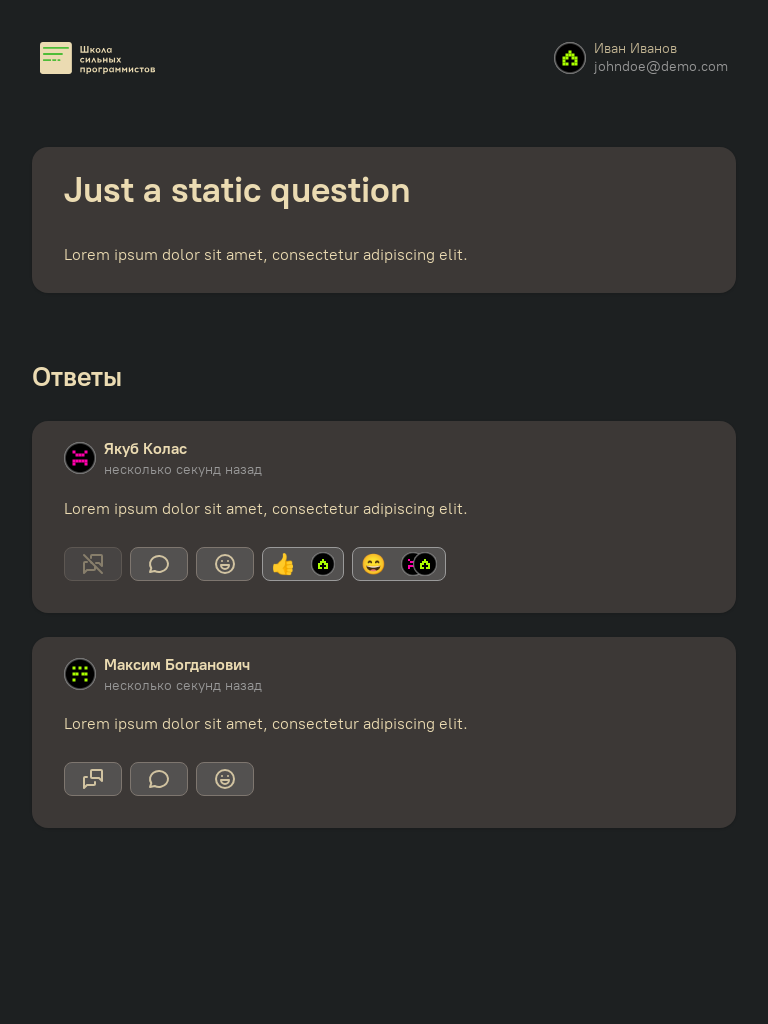 Школа
сильных
программистов
Иван Иванов
johndoe@demo.com
Just a static question
Lorem ipsum dolor sit amet, consectetur adipiscing elit.
Ответы
Якуб Колас
несколько секунд назад
Lorem ipsum dolor sit amet, consectetur adipiscing elit.
Максим Богданович
несколько секунд назад
Lorem ipsum dolor sit amet, consectetur adipiscing elit.